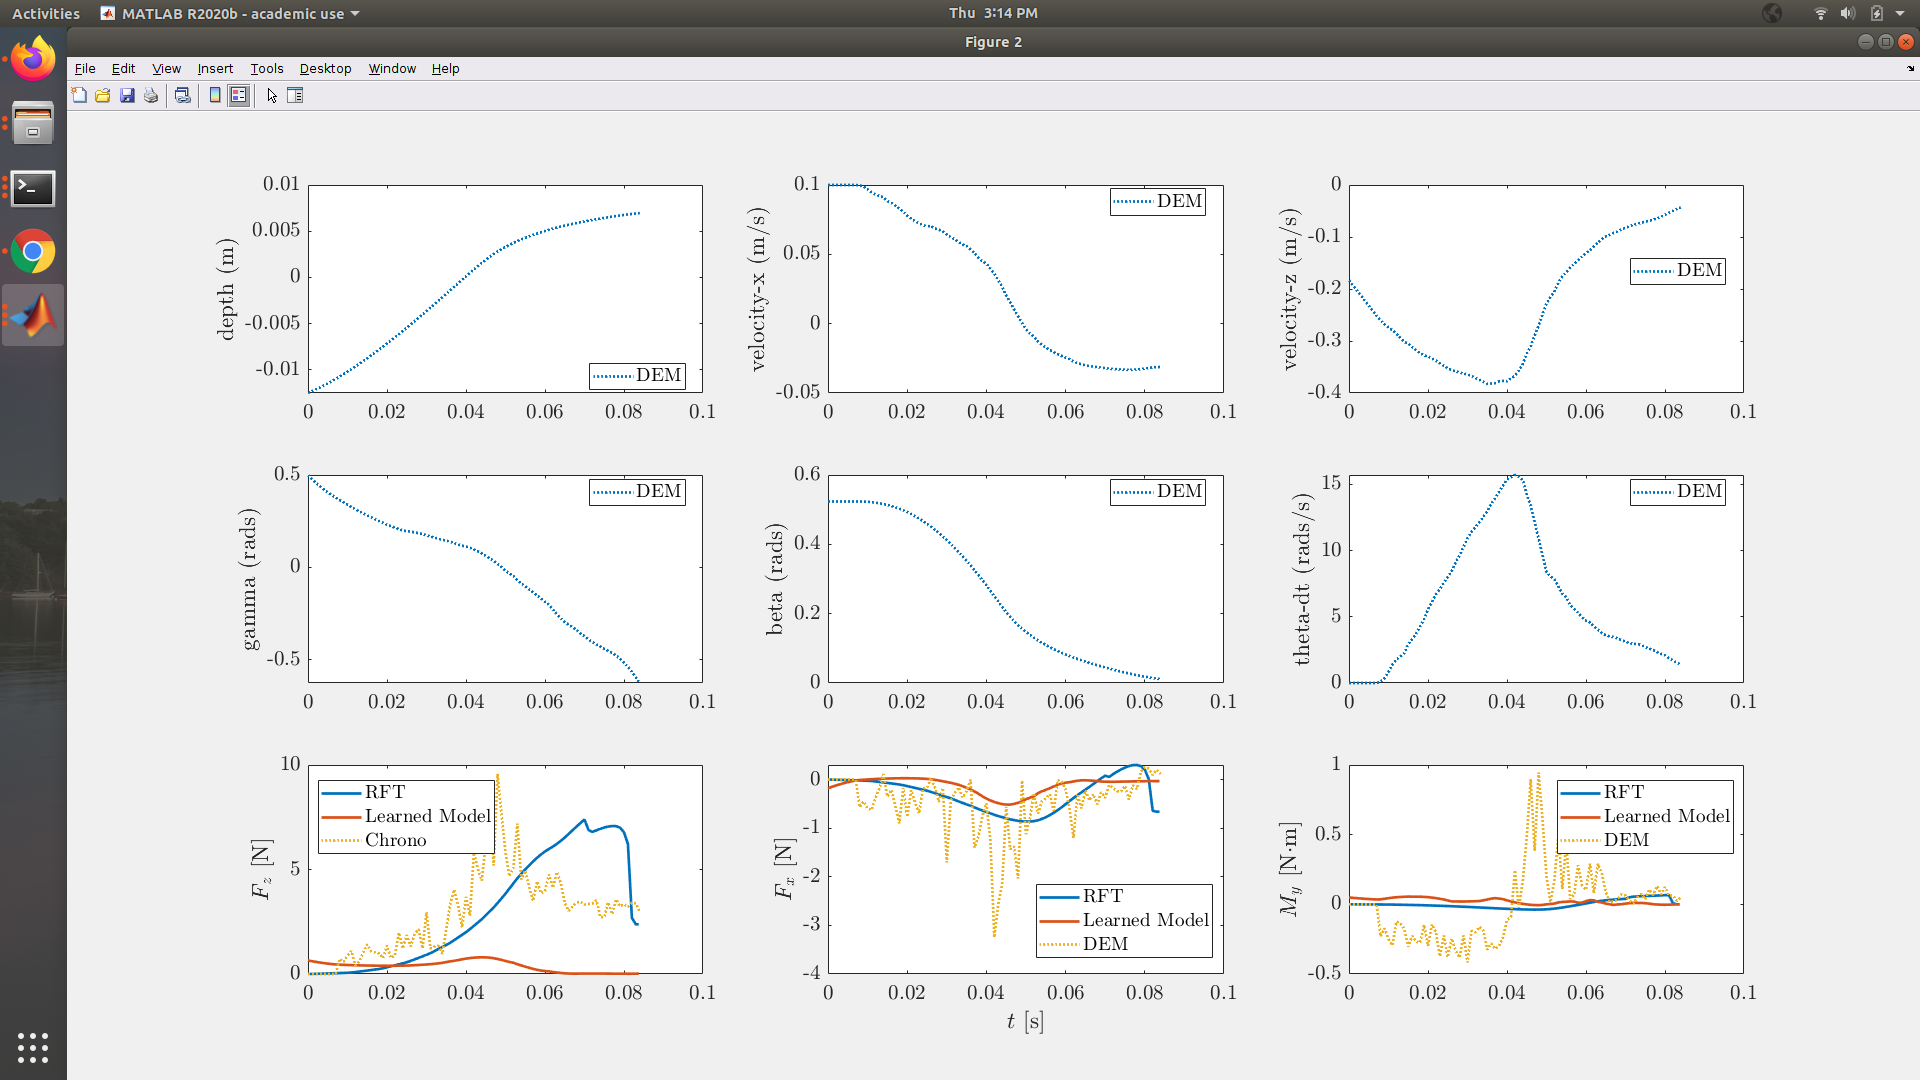 Activities MATLAB R2020b - academic use Thu 3:14 PM
Figure 2
File Edit View Insert Tools Desktop Window Help
depth (m)
0.01
0.005
0
-0.005
-0.01
DEM
0 0.02 0.04 0.06 0.08 0.1
velocity-x (m/s)
0.1
0.05
0
-0.05
DEM
0 0.02 0.04 0.06 0.08 0.1
velocity-z (m/s)
0
-0.1
-0.2
-0.3
-0.4
DEM
0 0.02 0.04 0.06 0.08 0.1
gamma (rads)
0.5
0
-0.5
DEM
0 0.02 0.04 0.06 0.08 0.1
beta (rads)
0.6
0.4
0.2
0
DEM
0 0.02 0.04 0.06 0.08 0.1
theta-dt (rads/s)
15
10
5
0
DEM
0 0.02 0.04 0.06 0.08 0.1
F_z [N]
10
5
0
RFT
Learned Model
Chrono
0 0.02 0.04 0.06 0.08 0.1
F_x [N]
0
-1
-2
-3
-4
RFT
Learned Model
DEM
0 0.02 0.04 0.06 0.08 0.1
t [s]
M_y [N·m]
1
0.5
0
-0.5
RFT
Learned Model
DEM
0 0.02 0.04 0.06 0.08 0.1